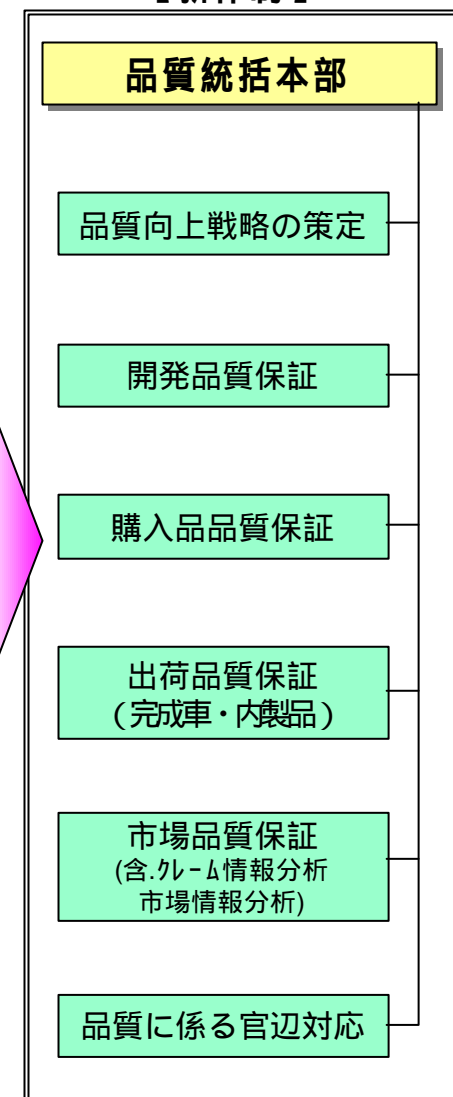 品質統括本部
品質向上戦略の策定
開発品質保証
購入品品質保証
出荷品質保証
(完成車・内製品)
市場品質保証
(含.ｸﾚｰﾑ情報分析
市場情報分析)
品質に係る官辺対応